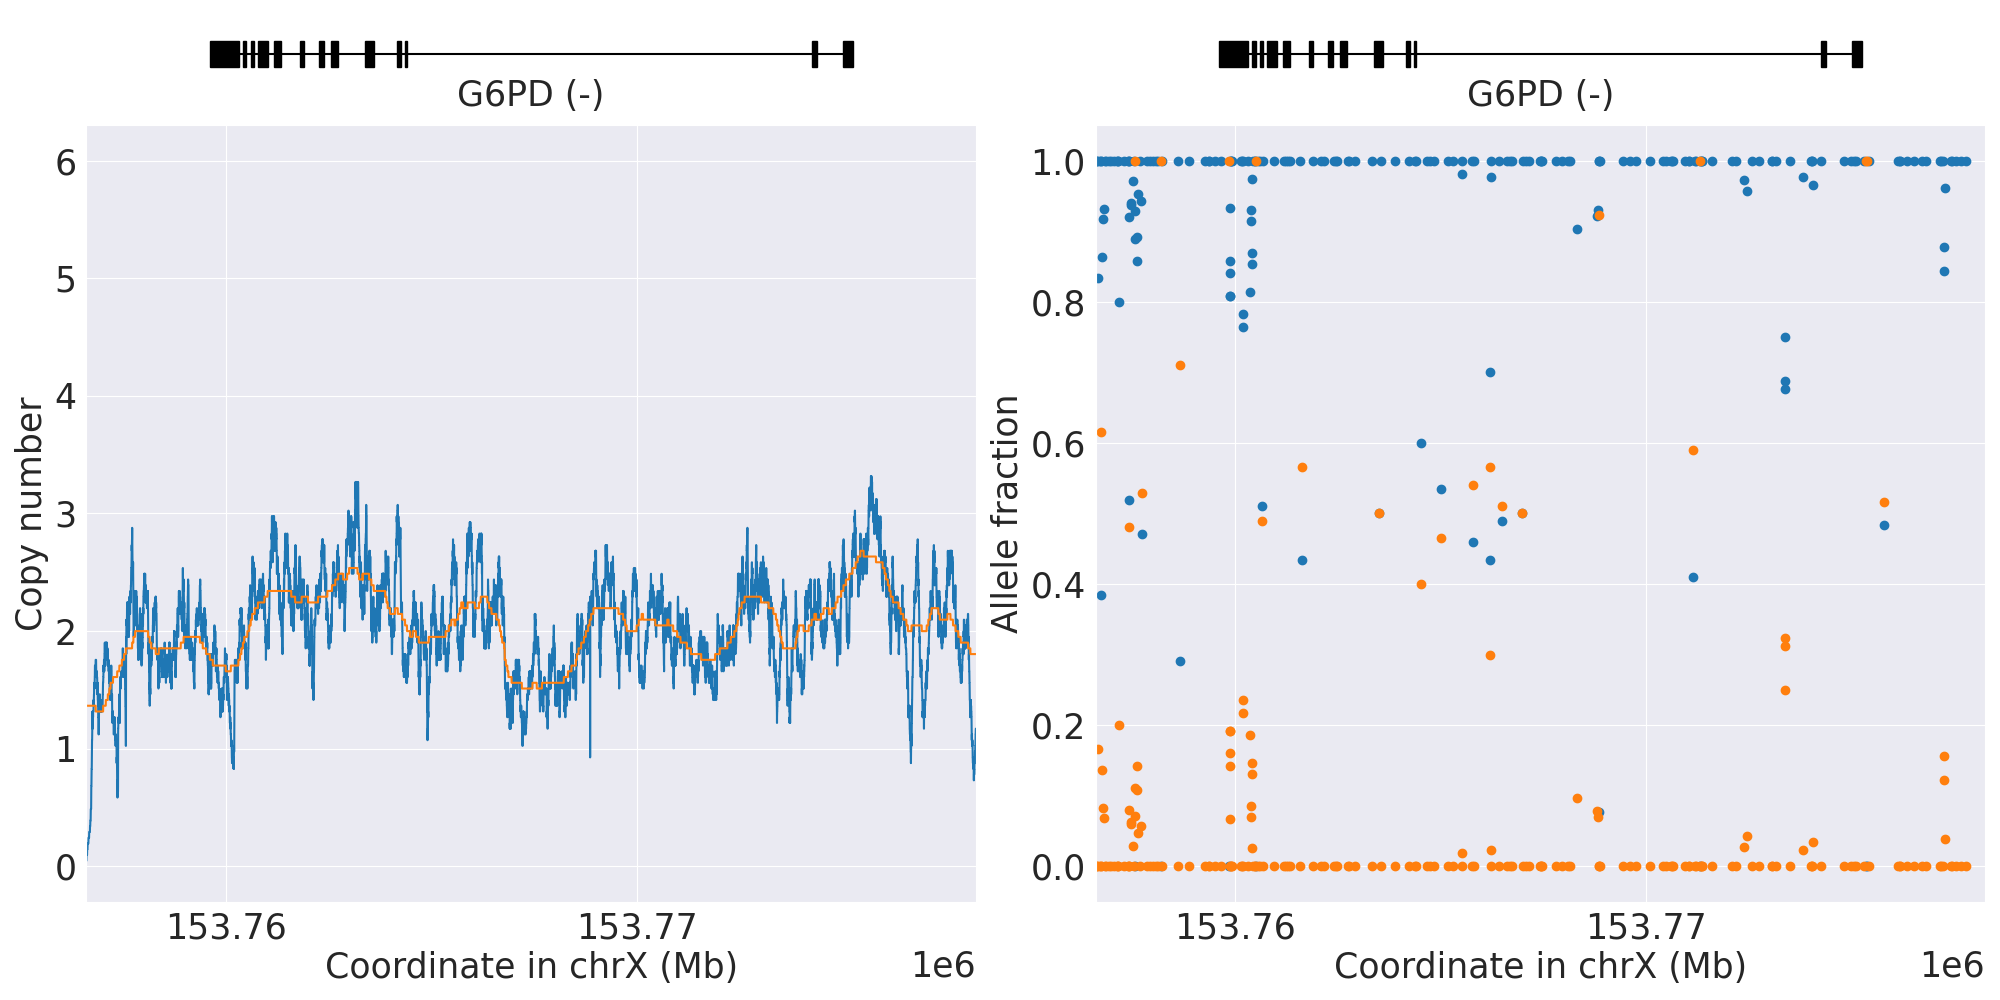 G6PD (-)
6
5
4
3
2
1
0
Copy number
153.76
153.77
Coordinate in chrX (Mb)
1e6
G6PD (-)
1.0
0.8
0.6
0.4
0.2
0.0
Allele fraction
153.76
153.77
Coordinate in chrX (Mb)
1e6